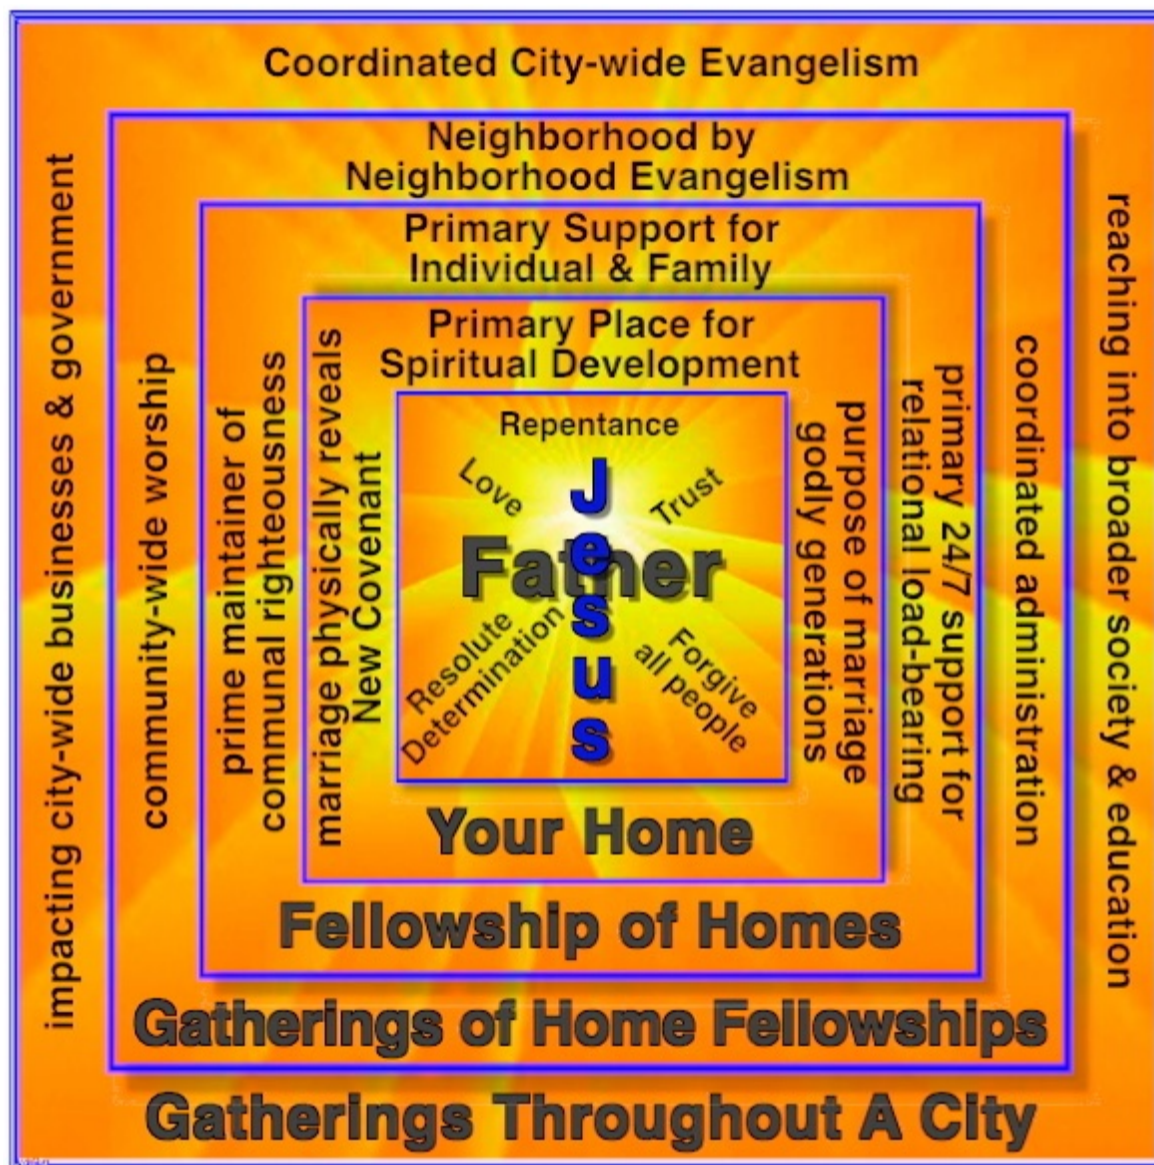 Coordinated City-wide Evangelism
impacting city-wide businesses & government
reaching into broader society & education
Neighborhood by
Neighborhood Evangelism
community-wide worship
coordinated administration
Primary Support for
Individual & Family
prime maintainer of
communal righteousness
primary 24/7 support for
relational load-bearing
Primary Place for
Spiritual Development
marriage physically reveals
New Covenant
purpose of marriage
godly generations
Repentance
Love
Trust
Jesus
Father
Resolute
Determination
Forgive
all people
Your Home
Fellowship of Homes
Gatherings of Home Fellowships
Gatherings Throughout A City